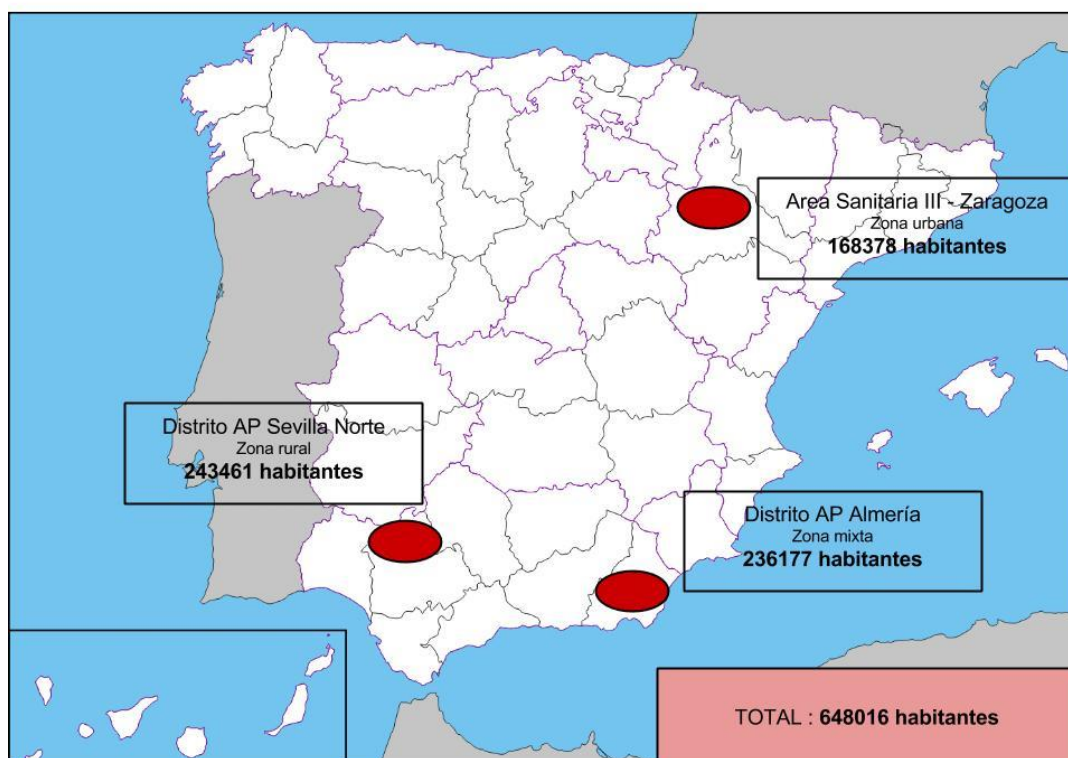 Area Sanitaria III - Zaragoza
Zona urbana
168378 habitantes
Distrito AP Sevilla Norte
Zona rural
243461 habitantes
Distrito AP Almería
Zona mixta
236177 habitantes
TOTAL : 648016 habitantes